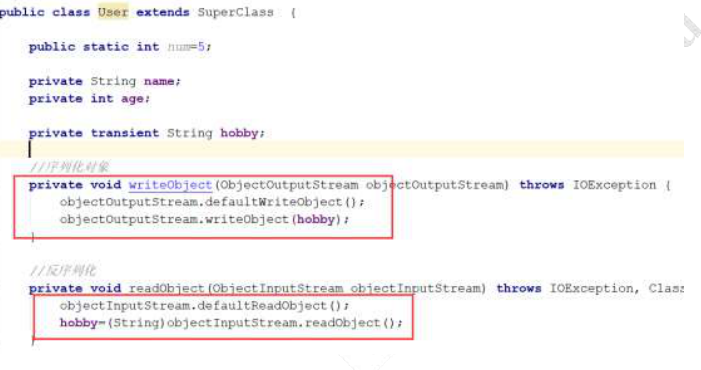 public class User extends SuperClass {
public static int num=5;
private String name;
private int age;
private transient String hobby;
//序列化对象
private void writeObject(ObjectOutputStream objectOutputStream) throws IOException {
objectOutputStream.defaultWriteObject();
objectOutputStream.writeObject(hobby);
}
//反序列化
private void readObject(ObjectInputStream objectInputStream) throws IOException, Class
objectInputStream.defaultReadObject();
hobby=(String)objectInputStream.readObject();
}